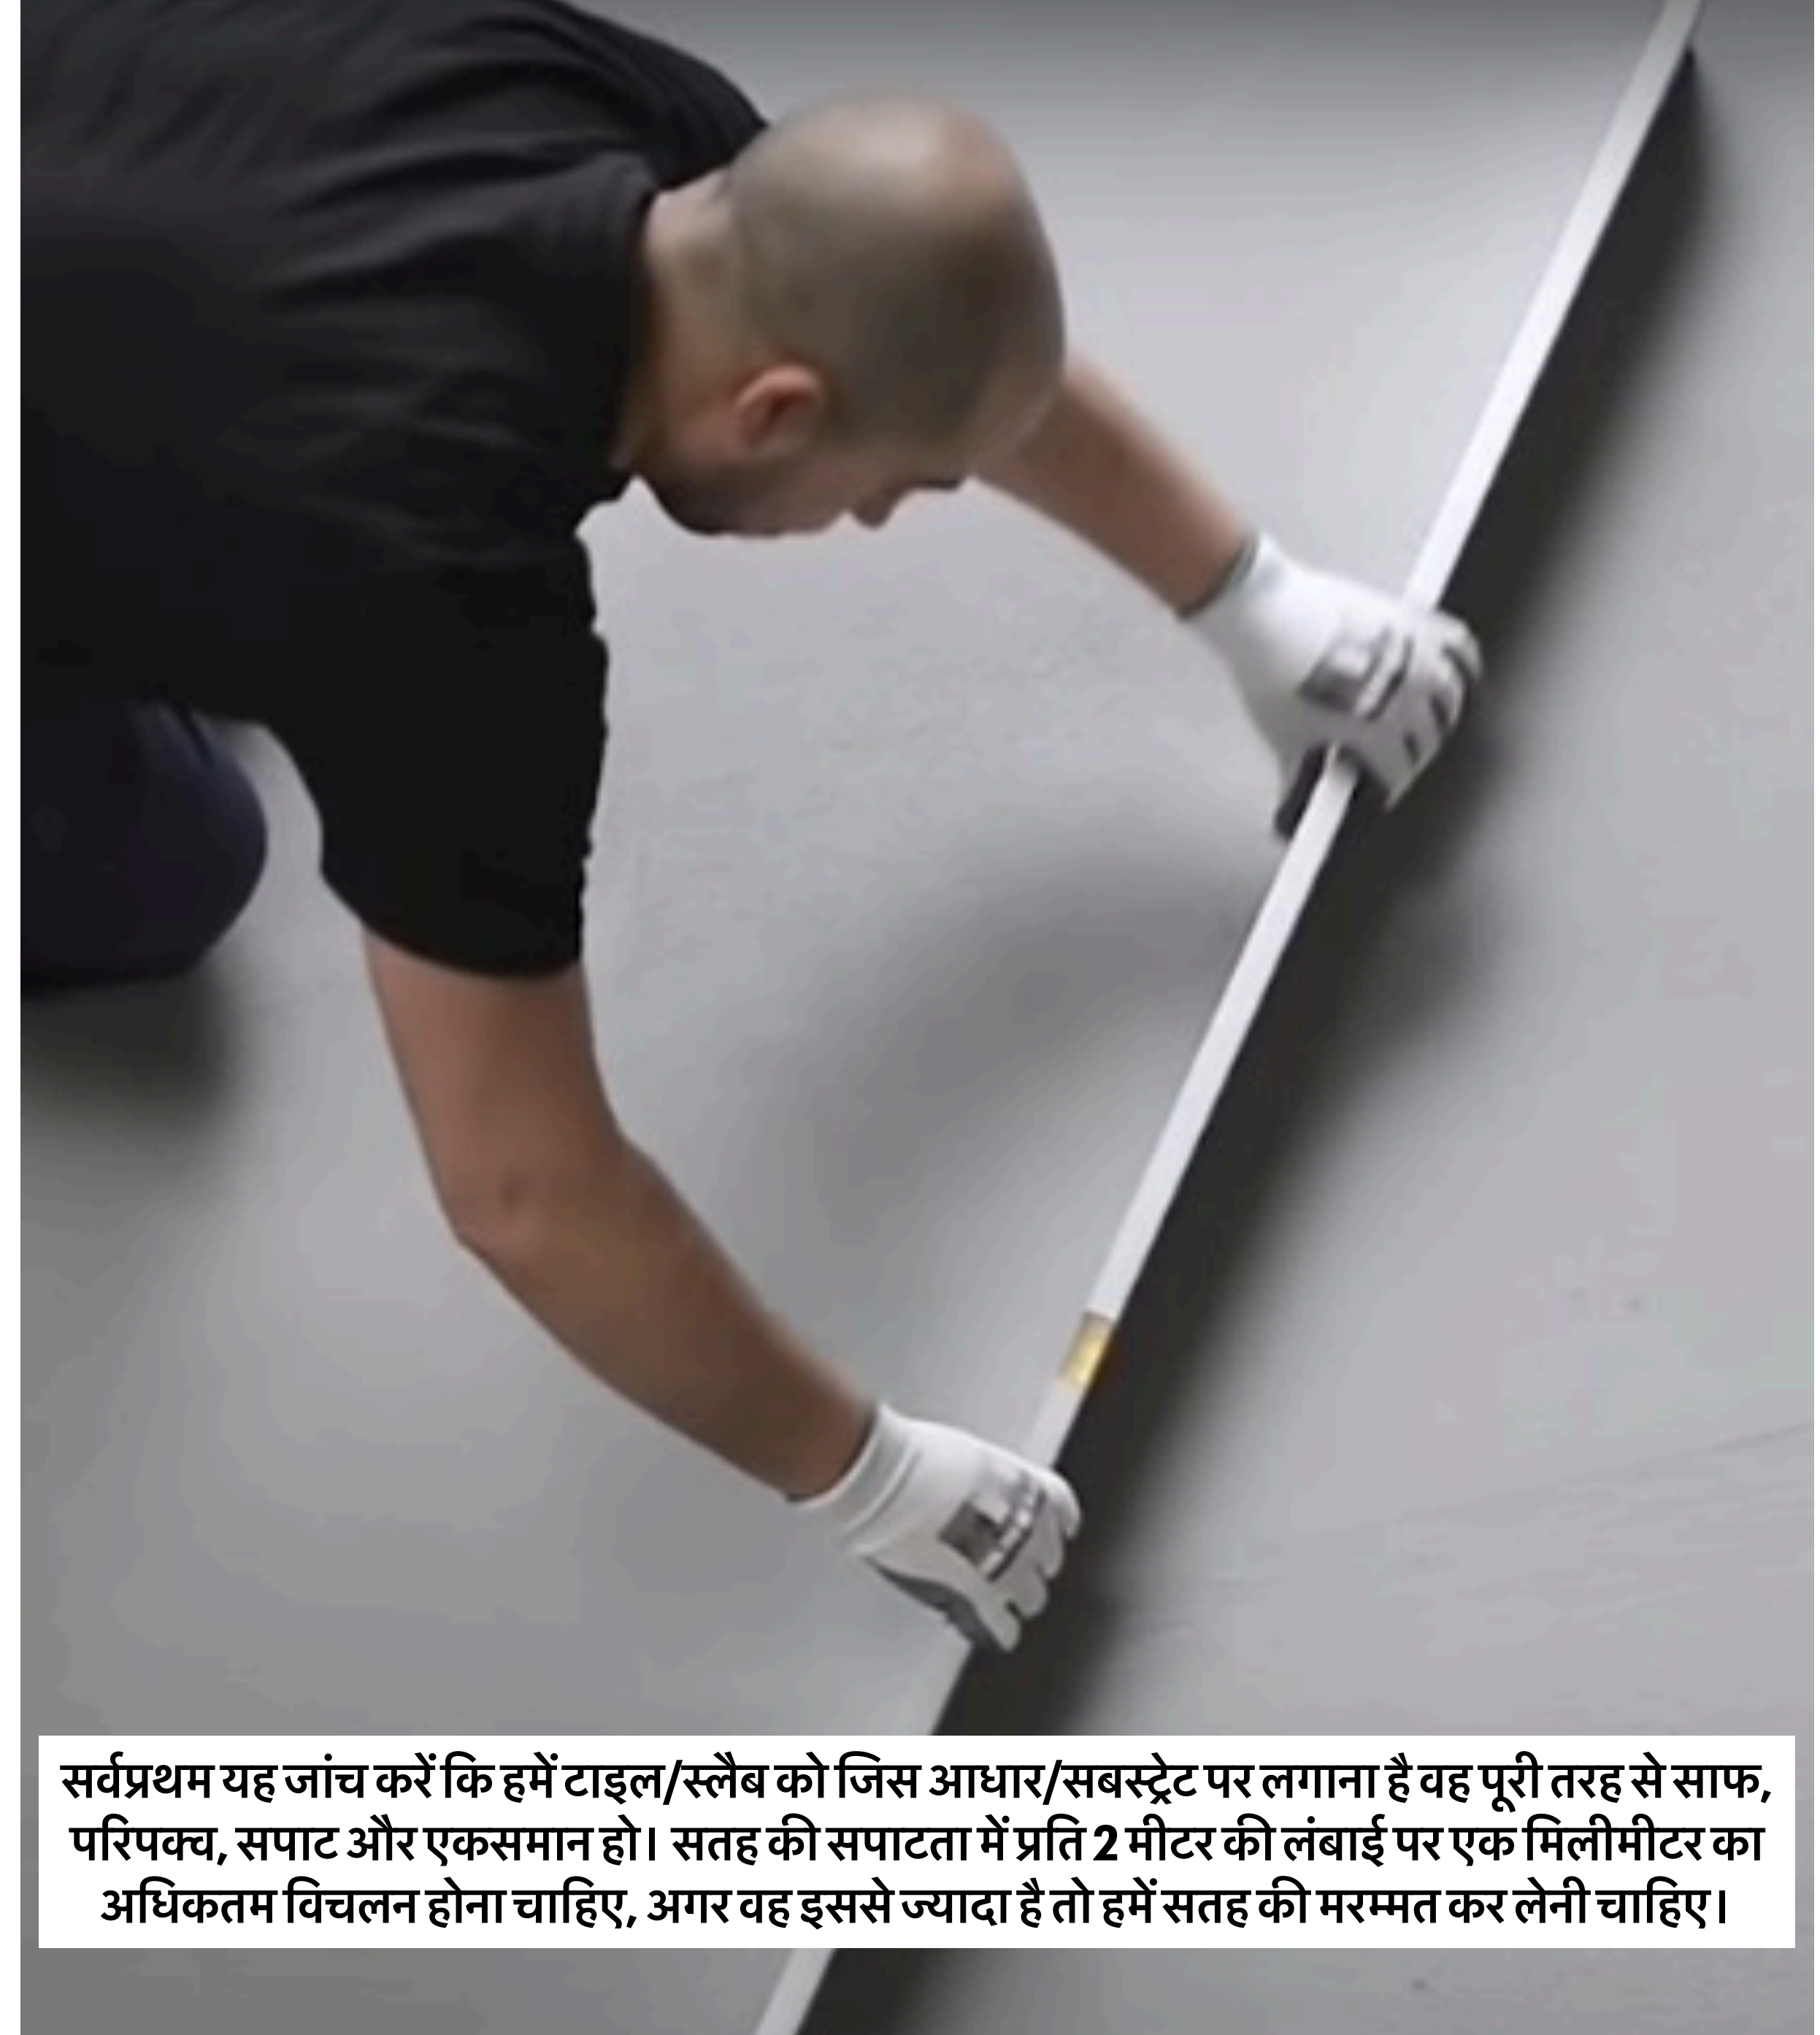 सर्वप्रथम यह जांच करें कि हमें टाइल/स्लैब को जिस आधार/सबस्ट्रेट पर लगाना है वह पूरी तरह से साफ,
परिपक्व, सपाट और एकसमान हो। सतह की सपाटता में प्रति 2 मीटर की लंबाई पर एक मिलीमीटर का
अधिकतम विचलन होना चाहिए, अगर वह इससे ज्यादा है तो हमें सतह की मरम्मत कर लेनी चाहिए।